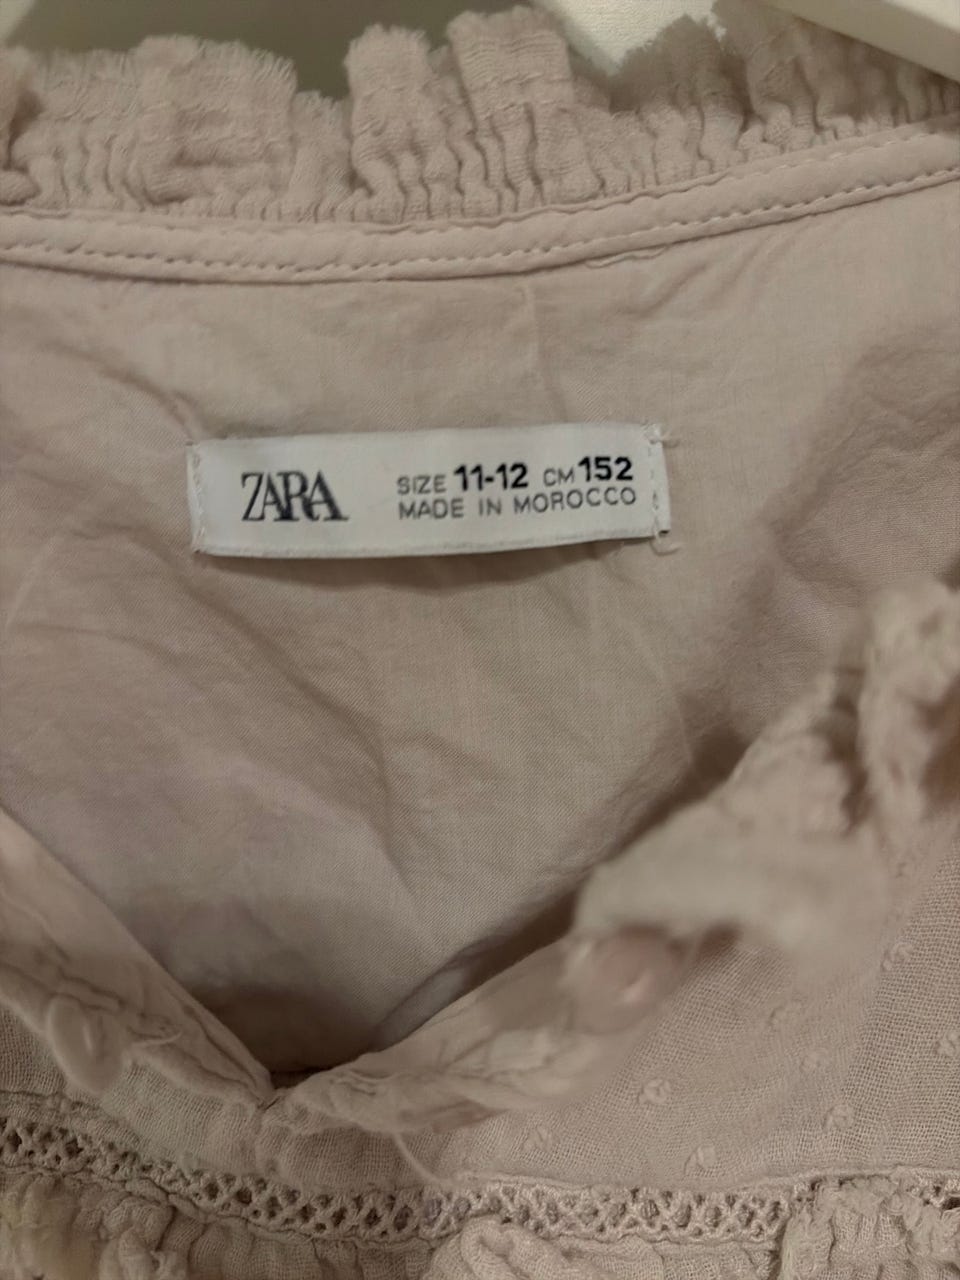 ZARA
SIZE 11-12 CM 152
MADE IN MOROCCO